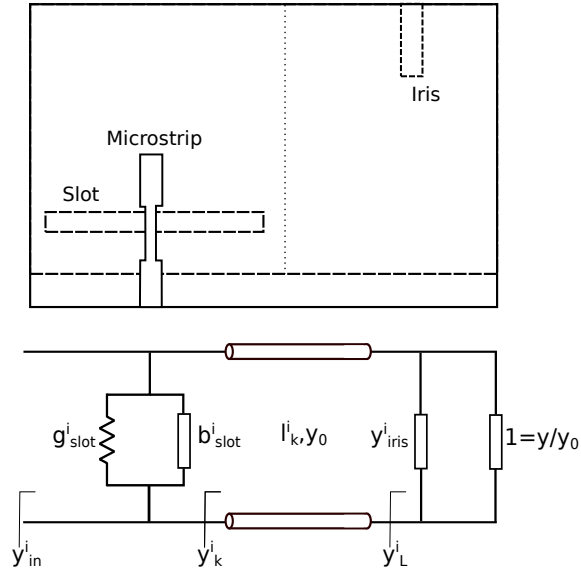 Iris
Microstrip
Slot
g^i_slot
b^i_slot
l^i_k,y_0
y^i_iris
1=y/y_0
y^i_in
y^i_k
y^i_L